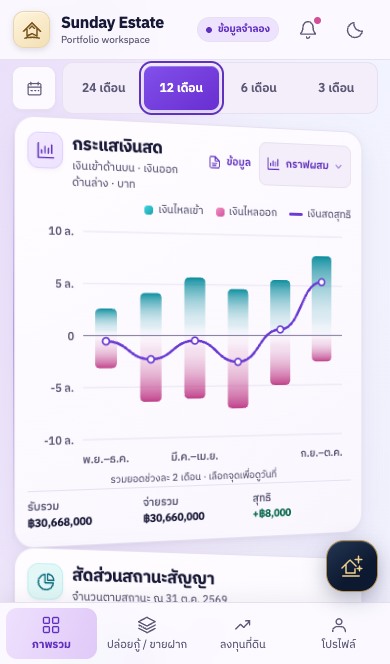 Sunday Estate
Portfolio workspace
ข้อมูลจำลอง
24 เดือน
12 เดือน
6 เดือน
3 เดือน
กระแสเงินสด
เงินเข้าด้านบน · เงินออก
ด้านล่าง · บาท
ข้อมูล
กราฟผสม
เงินไหลเข้า
เงินไหลออก
เงินสดสุทธิ
10 ล.
5 ล.
0
-5 ล.
-10 ล.
พ.ย.–ธ.ค.
มี.ค.–เม.ย.
ก.ย.–ต.ค.
รวมยอดช่วงละ 2 เดือน · เลือกจุดเพื่อดูวันที่
รับรวม
จ่ายรวม
สุทธิ
฿30,668,000
฿30,660,000
+฿8,000
สัดส่วนสถานะสัญญา
จำนวนตามสถานะ ณ 31 ต.ค. 2569
ภาพรวม
ปล่อยกู้ / ขายฝาก
ลงทุนที่ดิน
โปรไฟล์